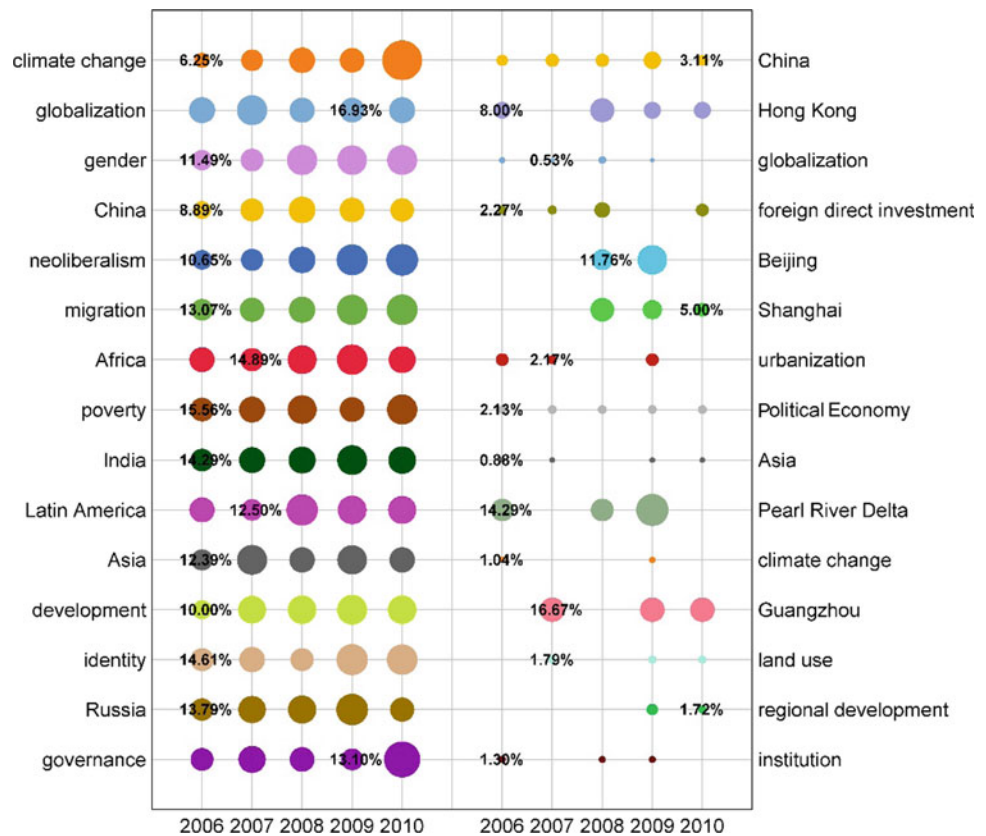 climate change 6.25% 3.11% China
globalization 16.93% 8.00% Hong Kong
gender 11.49% 0.53% globalization
China 8.89% 2.27% foreign direct investment
neoliberalism 10.65% 11.76% Beijing
migration 13.07% 5.00% Shanghai
Africa 14.89% 2.17% urbanization
poverty 15.56% 2.13% Political Economy
India 14.29% 0.88% Asia
Latin America 12.50% 14.29% Pearl River Delta
Asia 12.39% 1.04% climate change
development 10.00% 16.67% Guangzhou
identity 14.61% 1.79% land use
Russia 13.79% 1.72% regional development
governance 13.10% 1.30% institution
2006 2007 2008 2009 2010 2006 2007 2008 2009 2010